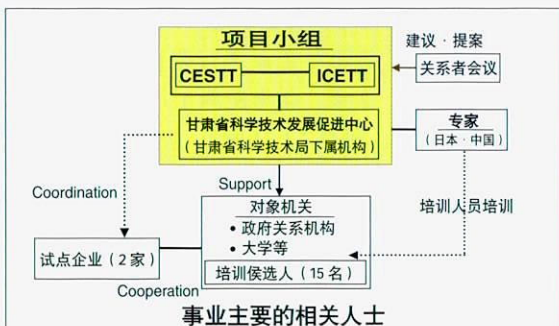 项目小组
建议·提案
CESTT
ICETT
关系者会议
甘肃省科学技术发展促进中心
（甘肃省科学技术局下属机构）
专家
（日本·中国）
Coordination
Support
培训人员培训
对象机关
• 政府关系机构
• 大学等
试点企业（2家）
培训侯选人（15名）
Cooperation
事业主要的相关人士